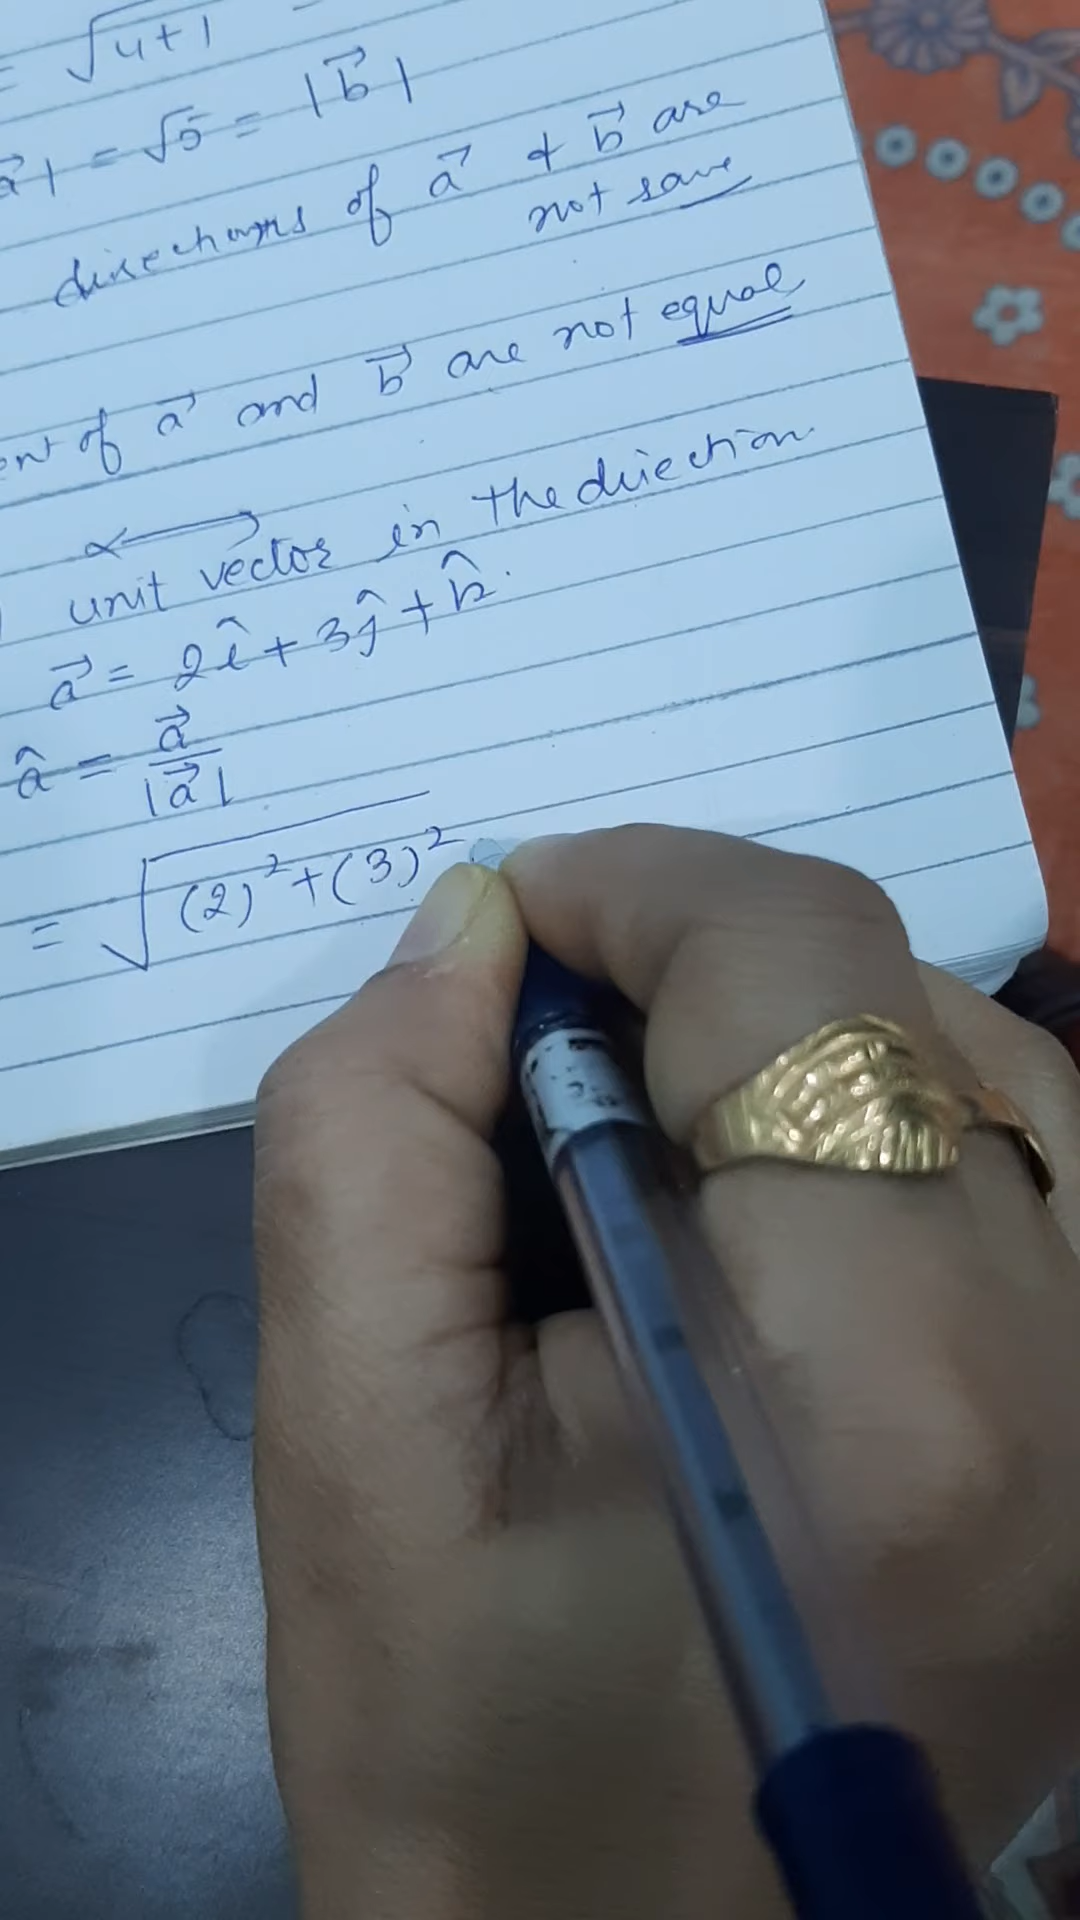 = √4+1
a⃗| = √5 = |b⃗|
directions of a⃗ & b⃗ are
not same
of a⃗ and b⃗ are not equal
unit vector in the direction
a⃗ = 2î + 3ĵ + k̂.
â = a⃗/|a⃗|
= √(2)²+(3)²